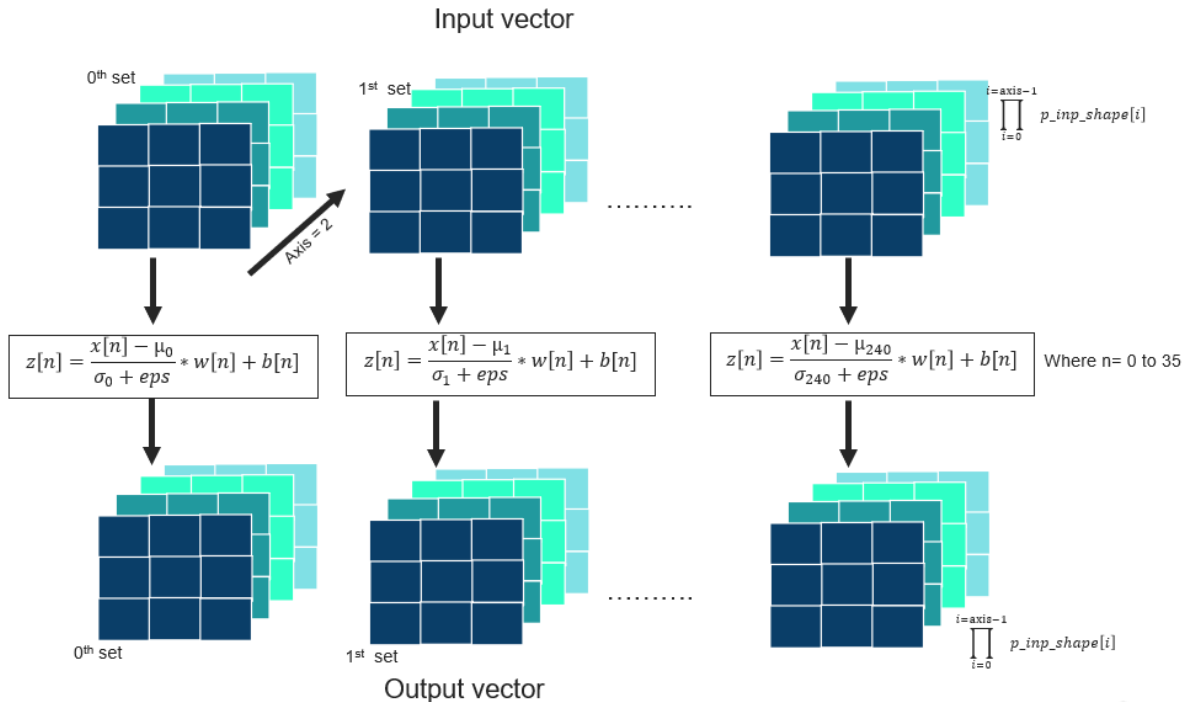 Input vector
0th set
1st set
i=axis−1
∏ p_inp_shape[i]
i=0
Axis = 2
..........
z[n] = (x[n] − μ0)/(σ0 + eps) * w[n] + b[n]
z[n] = (x[n] − μ1)/(σ1 + eps) * w[n] + b[n]
z[n] = (x[n] − μ240)/(σ240 + eps) * w[n] + b[n]
Where n= 0 to 35
..........
0th set
1st set
i=axis−1
∏ p_inp_shape[i]
i=0
Output vector